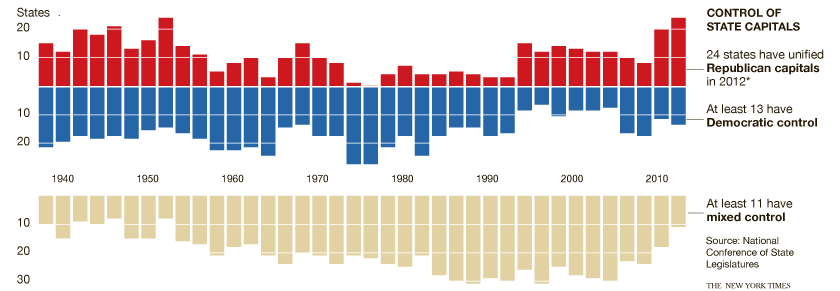 States
20
10
10
20
CONTROL OF
STATE CAPITALS
24 states have unified
Republican capitals
in 2012*
At least 13 have
Democratic control
1940 1950 1960 1970 1980 1990 2000 2010
10
20
30
At least 11 have
mixed control
Source: National
Conference of State
Legislatures
THE NEW YORK TIMES